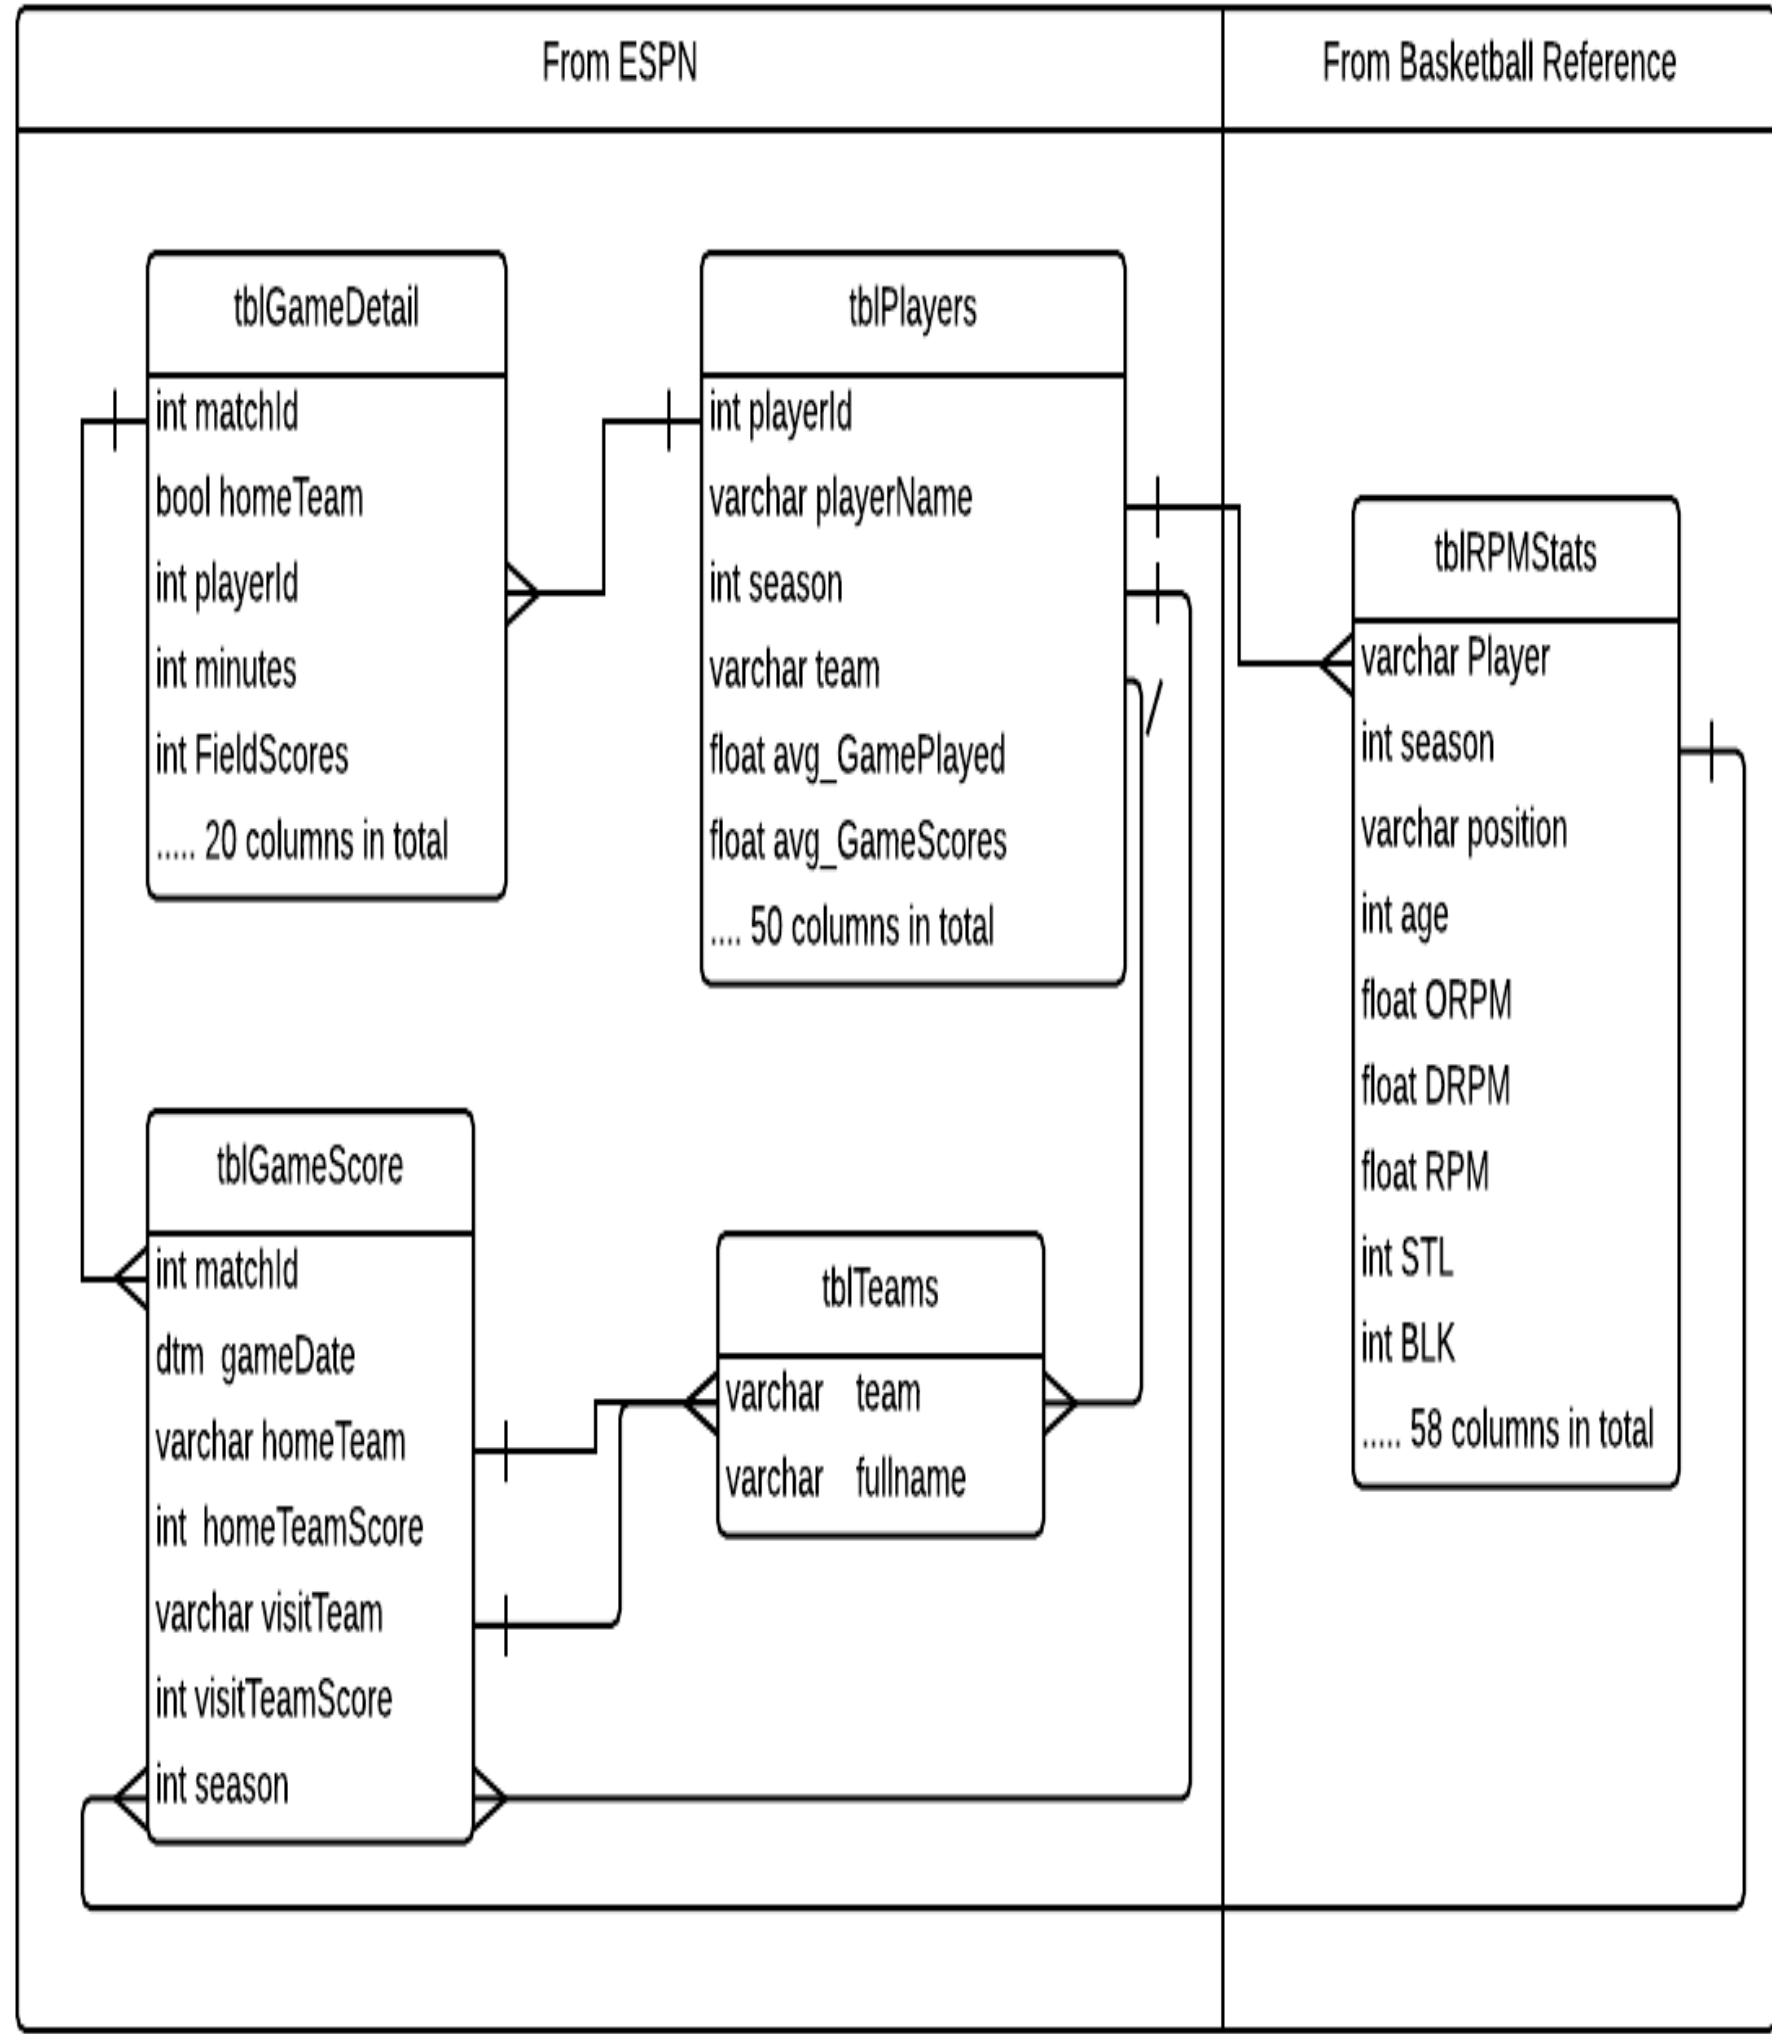 From ESPN
From Basketball Reference
tblGameDetail
int matchId
bool homeTeam
int playerId
int minutes
int FieldScores
..... 20 columns in total
tblPlayers
int playerId
varchar playerName
int season
varchar team
float avg_GamePlayed
float avg_GameScores
.... 50 columns in total
tblRPMStats
varchar Player
int season
varchar position
int age
float ORPM
float DRPM
float RPM
int STL
int BLK
..... 58 columns in total
tblGameScore
int matchId
dtm gameDate
varchar homeTeam
int homeTeamScore
varchar visitTeam
int visitTeamScore
int season
tblTeams
varchar team
varchar fullname